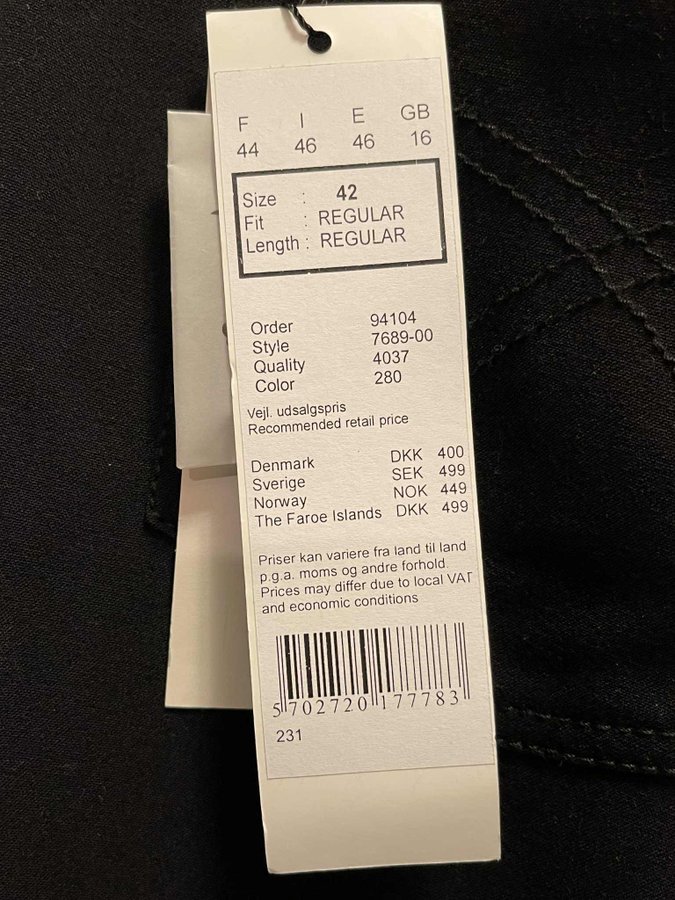 F I E GB
44 46 46 16
Size : 42
Fit : REGULAR
Length : REGULAR
Order 94104
Style 7689-00
Quality 4037
Color 280
Vejl. udsalgspris
Recommended retail price
Denmark DKK 400
Sverige SEK 499
Norway NOK 449
The Faroe Islands DKK 499
Priser kan variere fra land til land
p.g.a. moms og andre forhold.
Prices may differ due to local VAT
and economic conditions
5 702720 177783
231